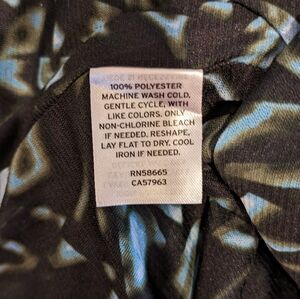 100% POLYESTER
MACHINE WASH COLD,
GENTLE CYCLE, WITH
LIKE COLORS. ONLY
NON-CHLORINE BLEACH
IF NEEDED. RESHAPE,
LAY FLAT TO DRY, COOL
IRON IF NEEDED.
RN58665
CA57963